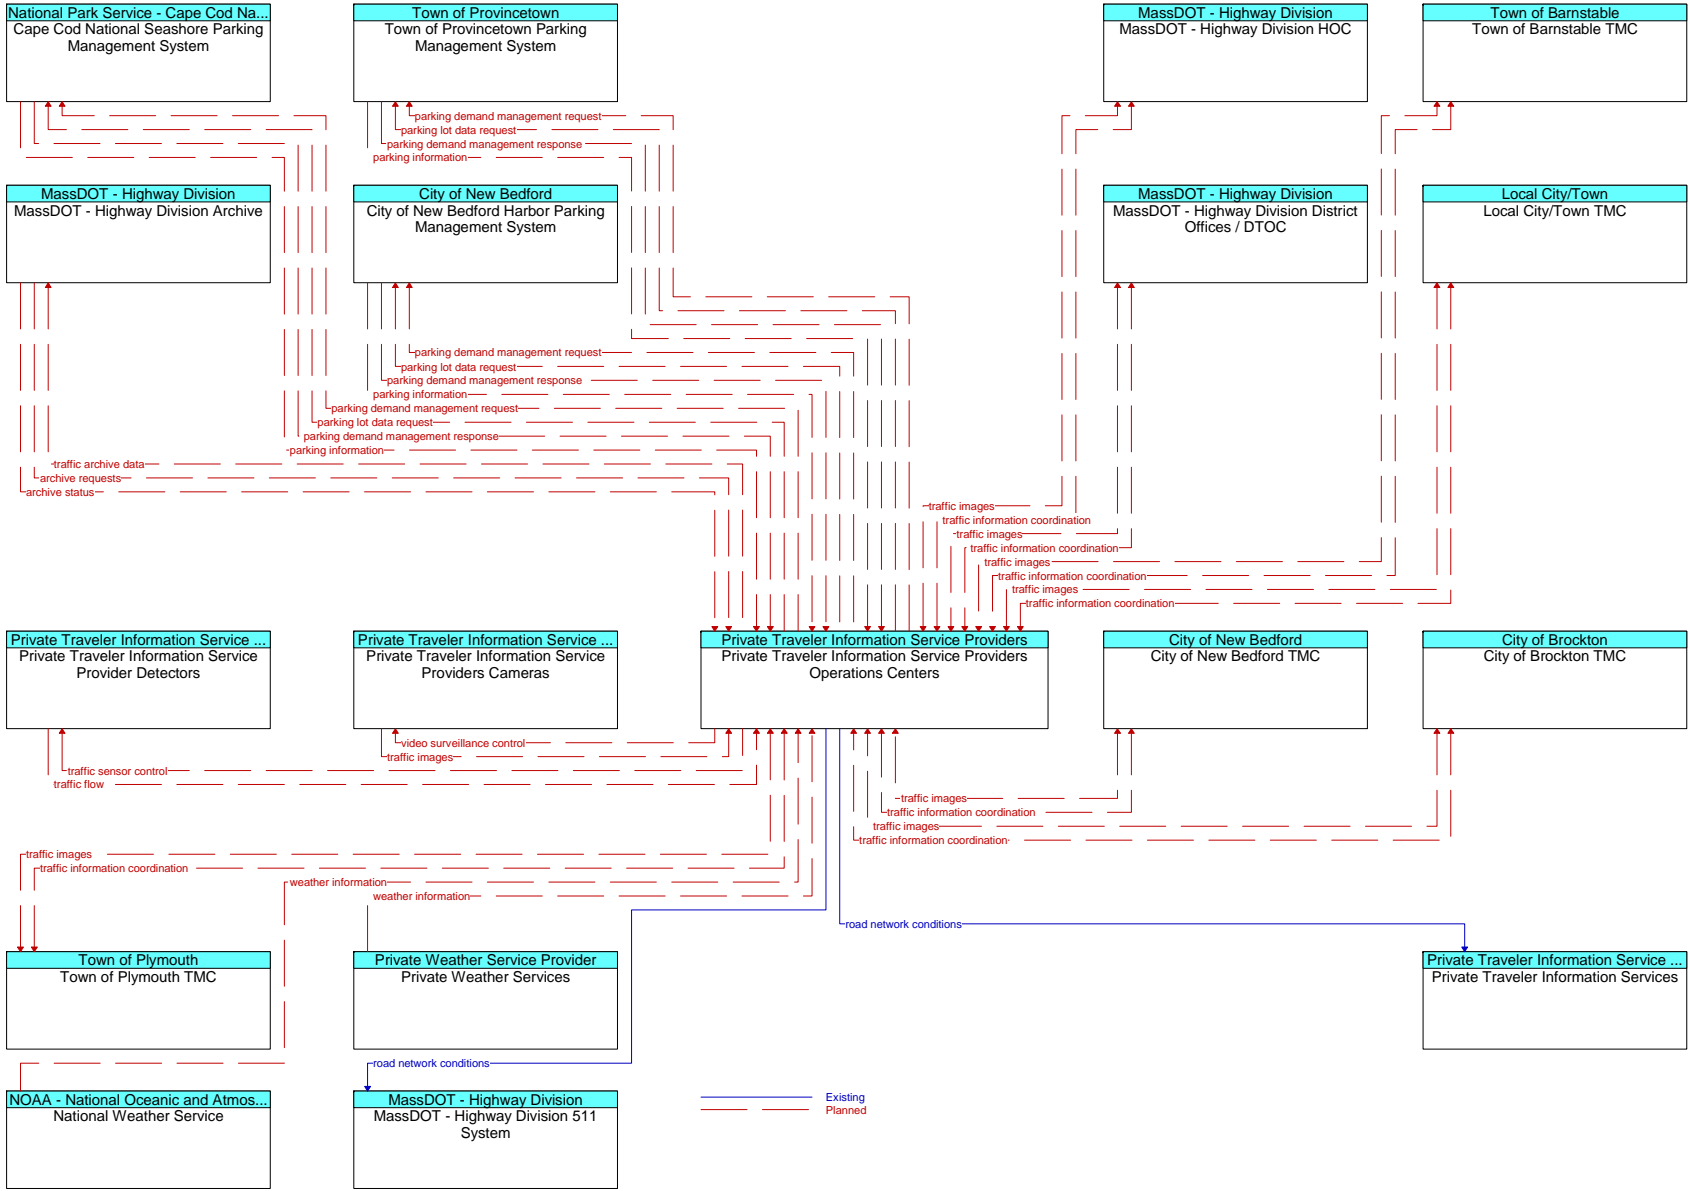 National Park Service - Cape Cod Na...
Cape Cod National Seashore Parking
Management System
Town of Provincetown
Town of Provincetown Parking
Management System
MassDOT - Highway Division
MassDOT - Highway Division HOC
Town of Barnstable
Town of Barnstable TMC
parking demand management request
parking lot data request
parking demand management response
parking information
MassDOT - Highway Division
MassDOT - Highway Division Archive
City of New Bedford
City of New Bedford Harbor Parking
Management System
MassDOT - Highway Division
MassDOT - Highway Division District
Offices / DTOC
Local City/Town
Local City/Town TMC
parking demand management request
parking lot data request
parking demand management response
parking information
parking demand management request
parking lot data request
parking demand management response
parking information
traffic archive data
archive requests
archive status
traffic images
traffic information coordination
traffic images
traffic information coordination
traffic images
traffic information coordination
traffic images
traffic information coordination
Private Traveler Information Service ...
Private Traveler Information Service
Provider Detectors
Private Traveler Information Service ...
Private Traveler Information Service
Providers Cameras
Private Traveler Information Service Providers
Private Traveler Information Service Providers
Operations Centers
City of New Bedford
City of New Bedford TMC
City of Brockton
City of Brockton TMC
video surveillance control
traffic images
traffic sensor control
traffic flow
traffic images
traffic information coordination
traffic images
traffic information coordination
traffic images
traffic information coordination
weather information
weather information
road network conditions
Town of Plymouth
Town of Plymouth TMC
Private Weather Service Provider
Private Weather Services
Private Traveler Information Service ...
Private Traveler Information Services
road network conditions
NOAA - National Oceanic and Atmos...
National Weather Service
MassDOT - Highway Division
MassDOT - Highway Division 511
System
Existing
Planned